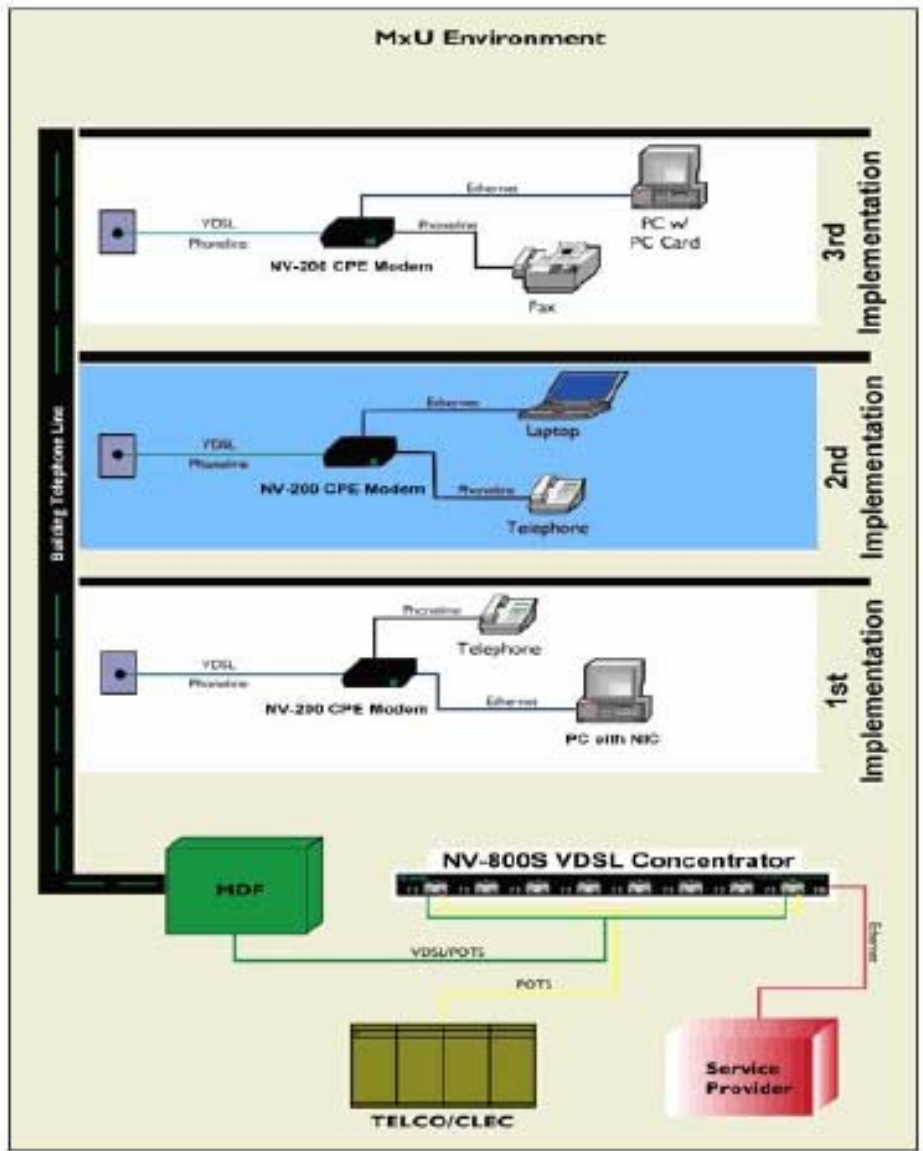 MxU Environment
Ethernet
VDSL
Phoneline
Phoneline
NV-200 CPE Modem
PC w/
PC Card
Fax
3rd
Implementation
Building Telephone Line
Ethernet
Laptop
VDSL
Phoneline
NV-200 CPE Modem
Phoneline
Telephone
2nd
Implementation
Phoneline
Telephone
VDSL
Phoneline
NV-200 CPE Modem
Ethernet
PC with NIC
1st
Implementation
MDF
NV-800S VDSL Concentrator
VDSL/POTS
POTS
Ethernet
TELCO/CLEC
Service
Provider